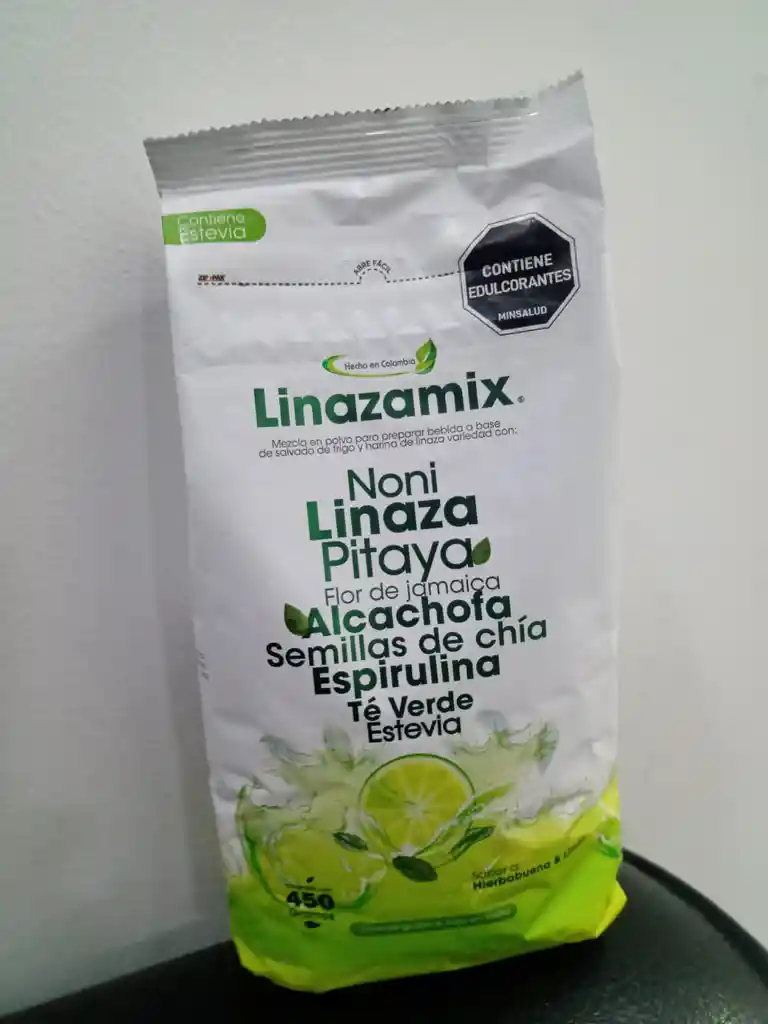 Contiene
Estevia
ABRE FÁCIL
CONTIENE
EDULCORANTES
MINSALUD
Hecho en Colombia
Linazamix®
Mezcla en polvo para preparar bebida a base
de salvado de trigo y harina de linaza variedad con:
Noni
Linaza
Pitaya
Flor de jamaica
Alcachofa
Semillas de chía
Espirulina
Té Verde
Estevia
Sabor a:
Hierbabuena &
450
Gramos